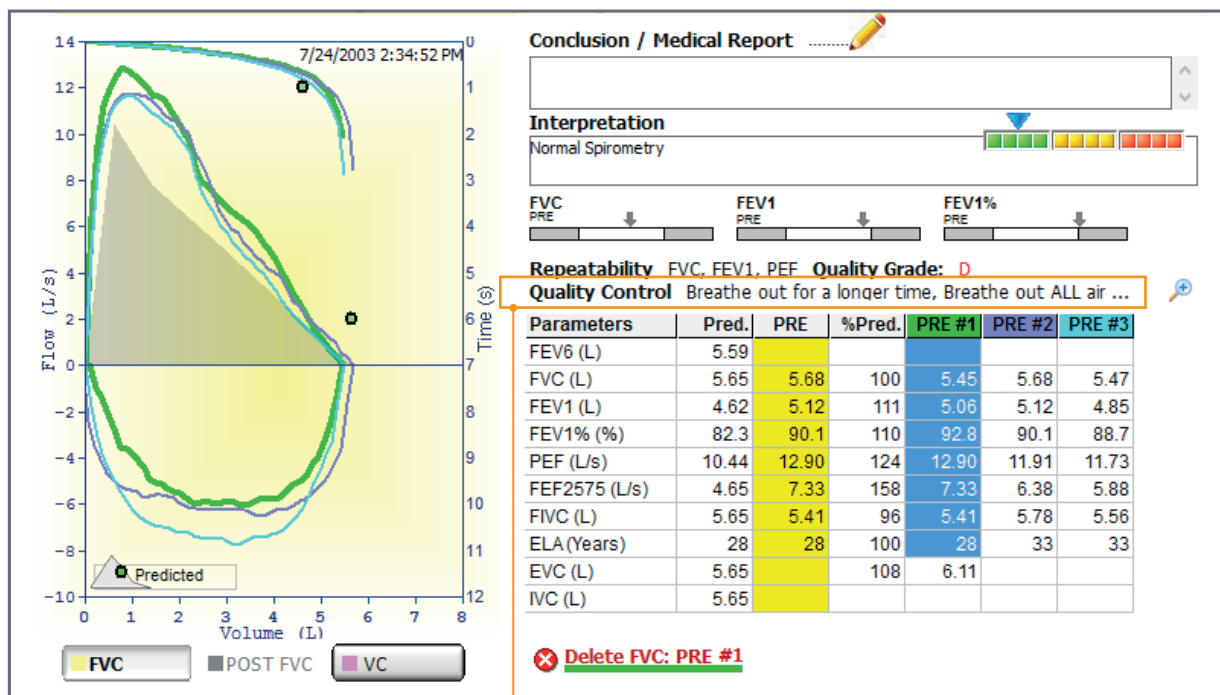 7/24/2003 2:34:52 PM
14
12
10
8
6
4
2
0
-2
-4
-6
-8
-10
Flow (L/s)
0
1
2
3
4
5
6
7
8
9
10
11
12
Time (s)
Predicted
0 1 2 3 4 5 6 7 8
Volume (L)
FVC POST FVC VC
Conclusion / Medical Report ..........
Interpretation
Normal Spirometry
FVC FEV1 FEV1%
PRE PRE PRE
Repeatability FVC, FEV1, PEF Quality Grade: D
Quality Control Breathe out for a longer time, Breathe out ALL air ...
Parameters Pred. PRE %Pred. PRE #1 PRE #2 PRE #3
FEV6 (L) 5.59
FVC (L) 5.65 5.68 100 5.45 5.68 5.47
FEV1 (L) 4.62 5.12 111 5.06 5.12 4.85
FEV1% (%) 82.3 90.1 110 92.8 90.1 88.7
PEF (L/s) 10.44 12.90 124 12.90 11.91 11.73
FEF2575 (L/s) 4.65 7.33 158 7.33 6.38 5.88
FIVC (L) 5.65 5.41 96 5.41 5.78 5.56
ELA (Years) 28 28 100 28 33 33
EVC (L) 5.65 108 6.11
IVC (L) 5.65
Delete FVC: PRE #1